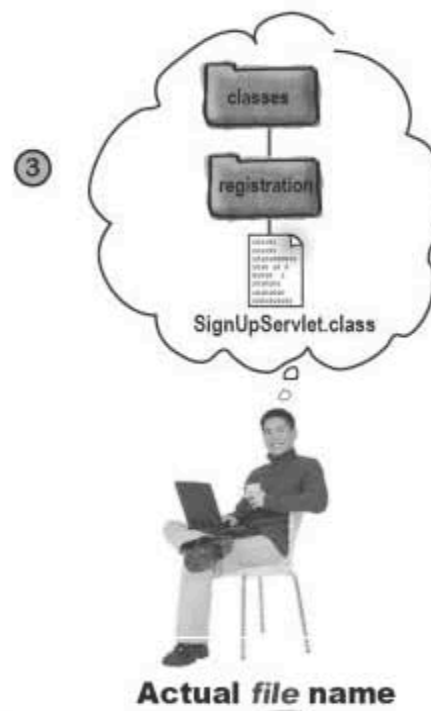 3
classes
registration
SignUpServlet.class
Actual file name